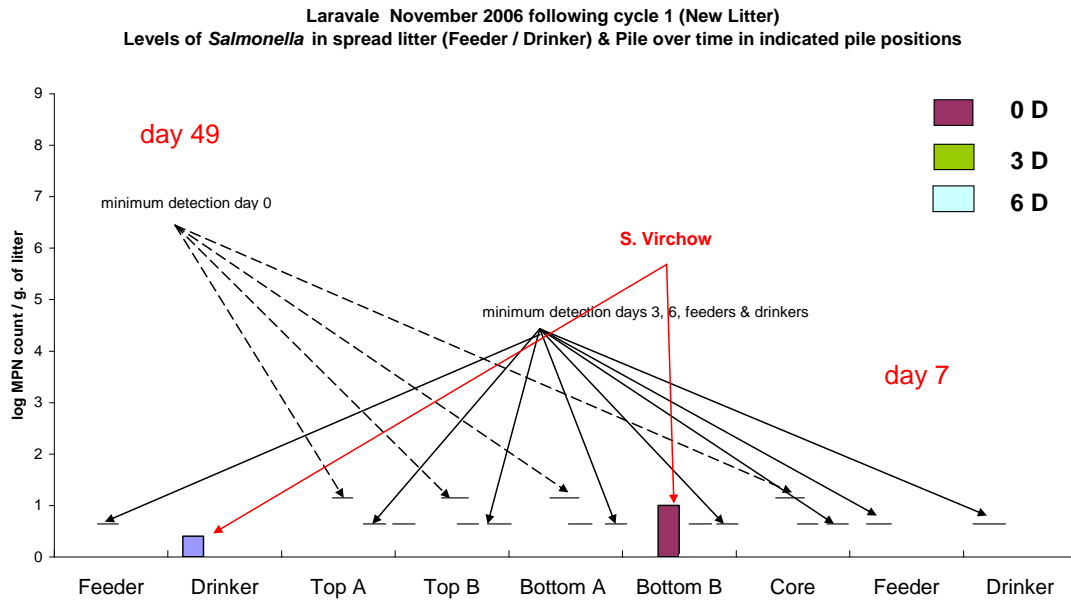 Laravale November 2006 following cycle 1 (New Litter)
Levels of Salmonella in spread litter (Feeder / Drinker) & Pile over time in indicated pile positions
log MPN count / g. of litter
9
8
7
6
5
4
3
2
1
0
day 49
minimum detection day 0
S. Virchow
minimum detection days 3, 6, feeders & drinkers
day 7
0 D
3 D
6 D
Feeder Drinker Top A Top B Bottom A Bottom B Core Feeder Drinker